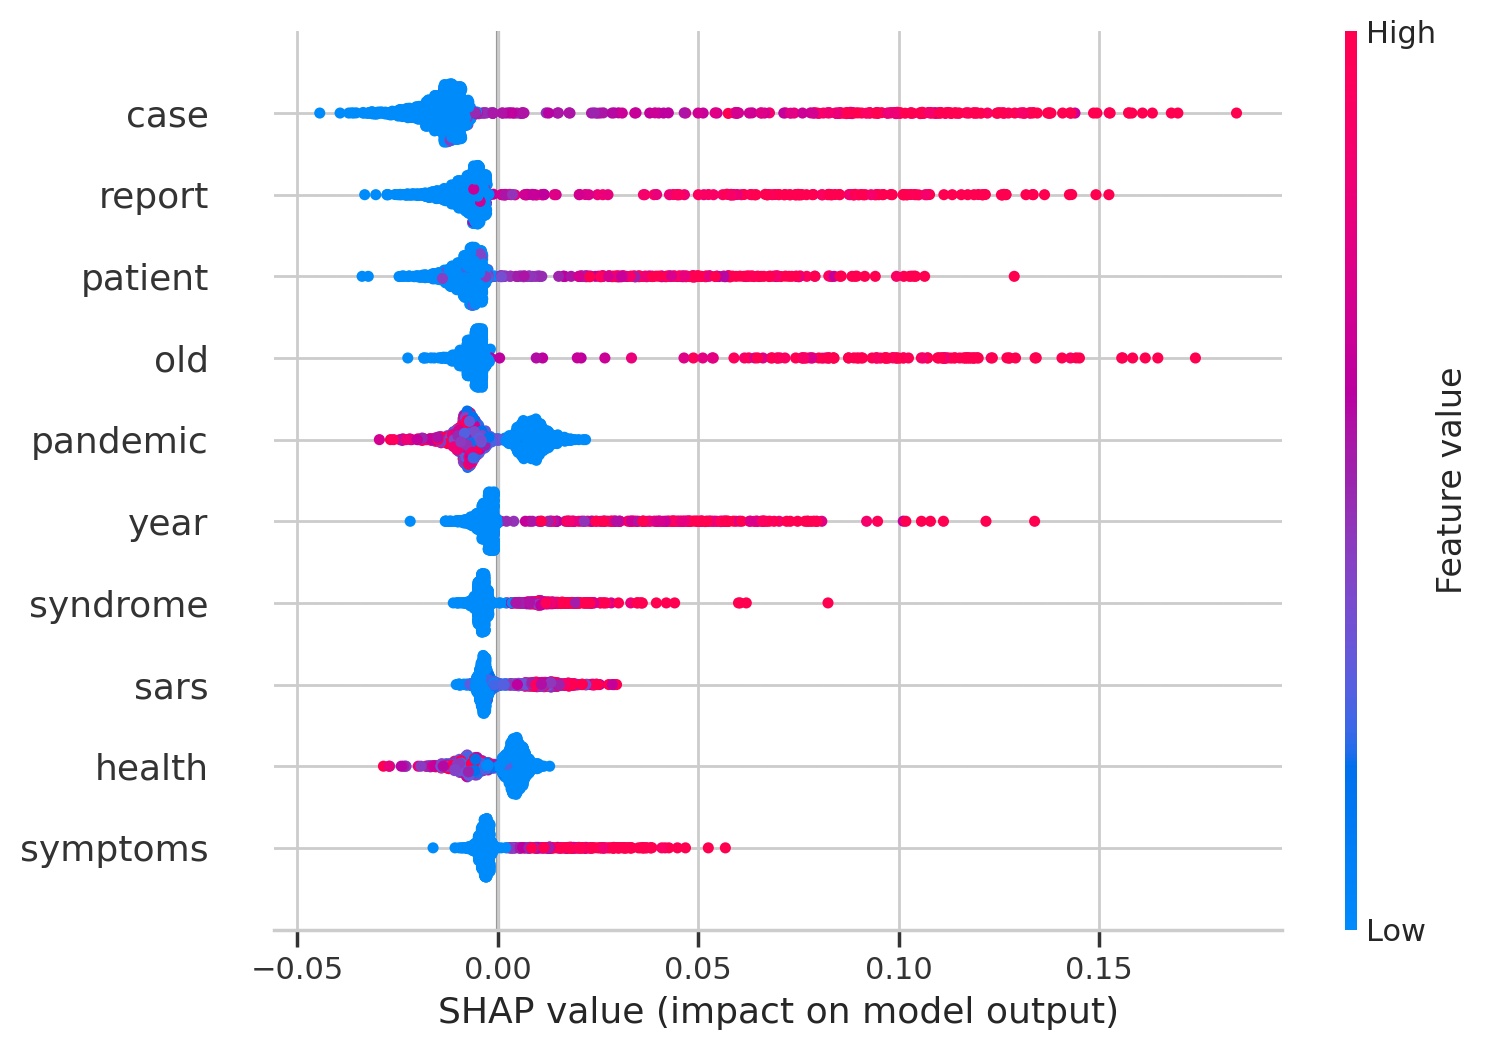 High
case
report
patient
old
pandemic
year
syndrome
sars
health
symptoms
Feature value
Low
−0.05 0.00 0.05 0.10 0.15
SHAP value (impact on model output)